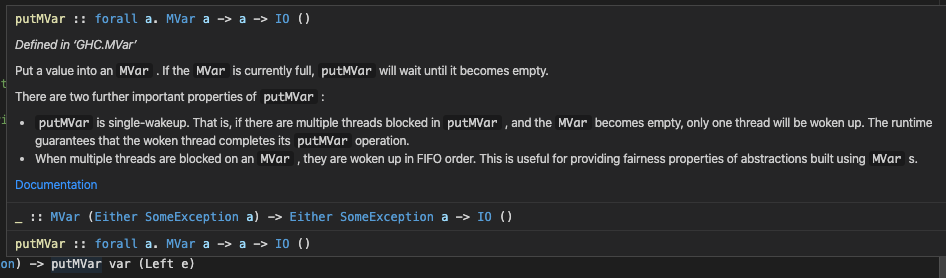 putMVar :: forall a. MVar a -> a -> IO ()
Defined in ‘GHC.MVar’
Put a value into an MVar . If the MVar is currently full, putMVar will wait until it becomes empty.
There are two further important properties of putMVar :
• putMVar is single-wakeup. That is, if there are multiple threads blocked in putMVar , and the MVar becomes empty, only one thread will be woken up. The runtime
guarantees that the woken thread completes its putMVar operation.
• When multiple threads are blocked on an MVar , they are woken up in FIFO order. This is useful for providing fairness properties of abstractions built using MVar s.
Documentation
_ :: MVar (Either SomeException a) -> Either SomeException a -> IO ()
putMVar :: forall a. MVar a -> a -> IO ()
on) -> putMVar var (Left e)